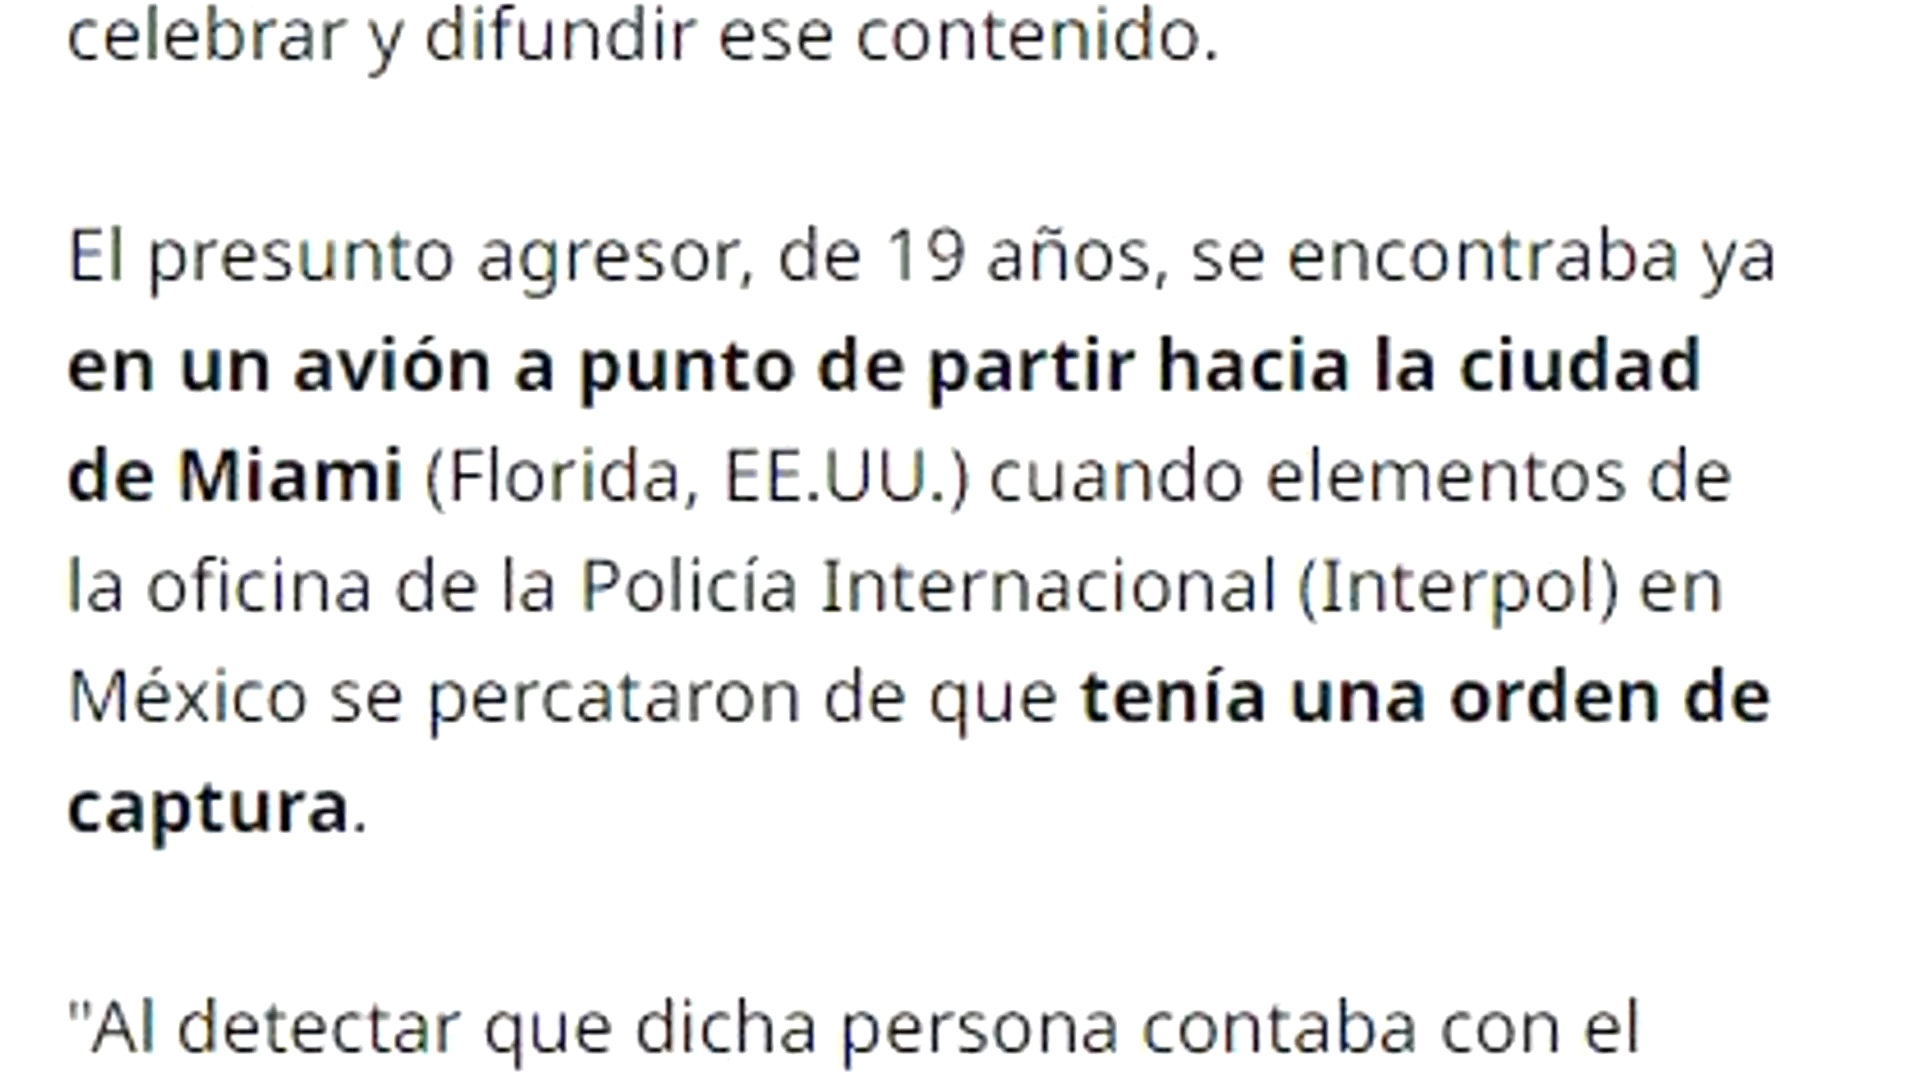 celebrar y difundir ese contenido.
El presunto agresor, de 19 años, se encontraba ya
en un avión a punto de partir hacia la ciudad
de Miami (Florida, EE.UU.) cuando elementos de
la oficina de la Policía Internacional (Interpol) en
México se percataron de que tenía una orden de
captura.
"Al detectar que dicha persona contaba con el